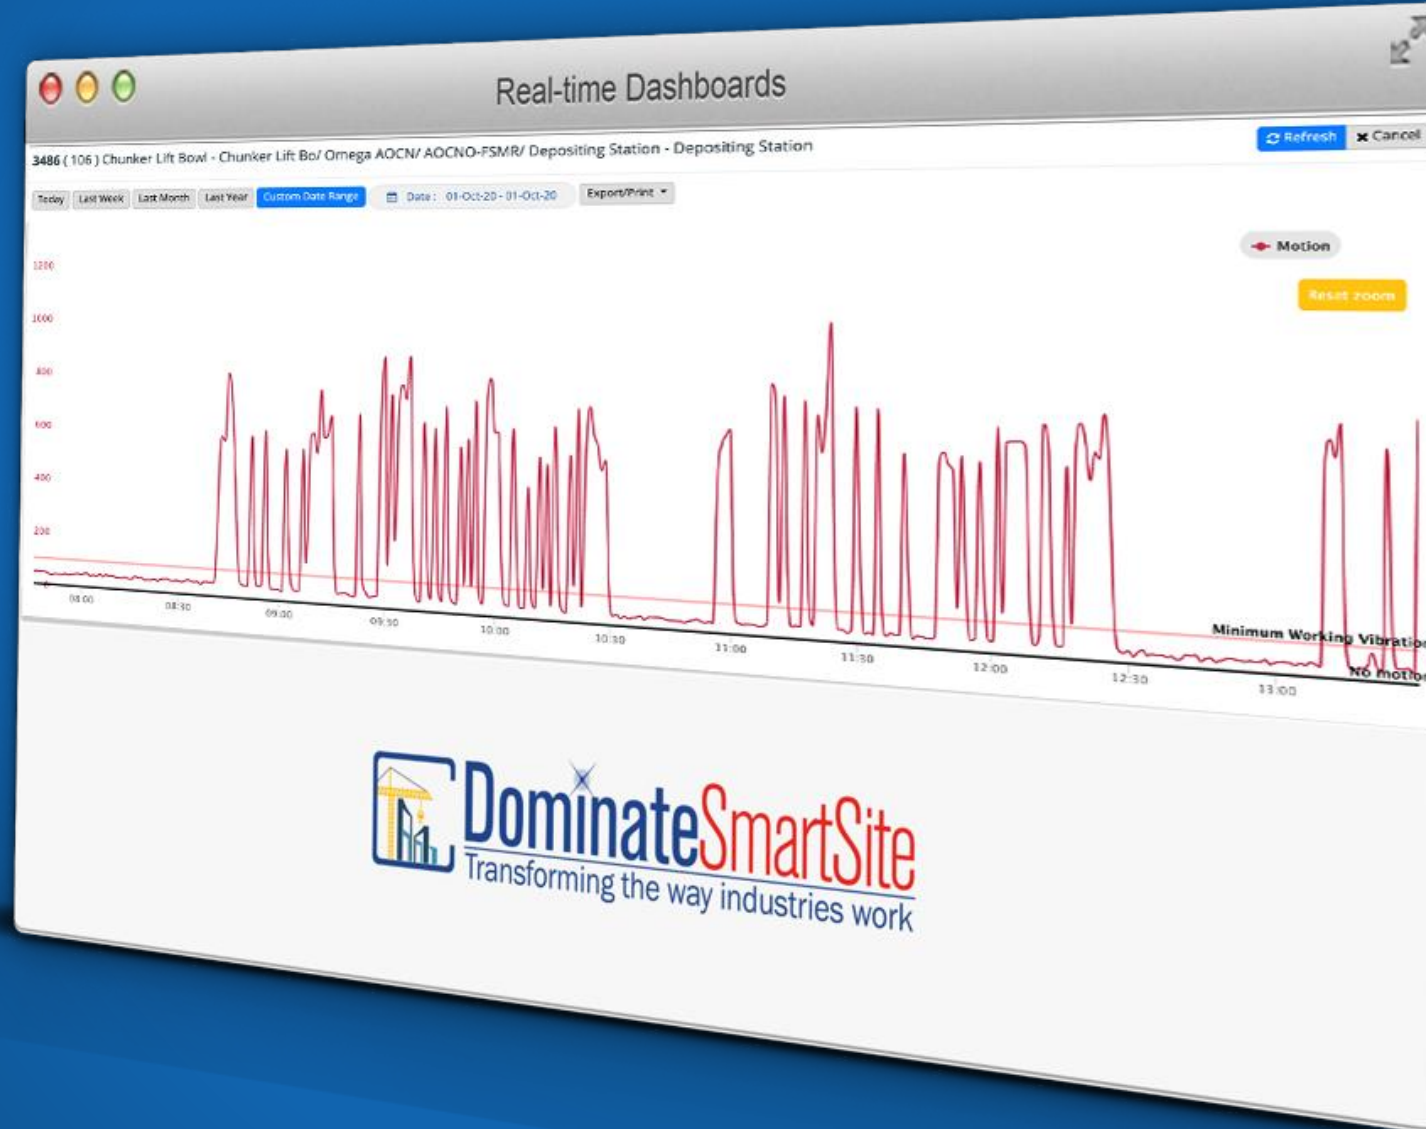 Real-time Dashboards
3486 ( 106 ) Chunker Lift Bowl - Chunker Lift Bo/ Omega AOCN/ AOCNO-FSMR/ Depositing Station - Depositing Station
Refresh
Cancel
Today
Last Week
Last Month
Last Year
Custom Date Range
Date : 01-Oct-20 - 01-Oct-20
Export/Print
Motion
Reset zoom
1200
1000
800
600
400
200
0
Minimum Working Vibration
No motion
08:00
08:30
09:00
09:30
10:00
10:30
11:00
11:30
12:00
12:30
13:00
DominateSmartSite
Transforming the way industries work